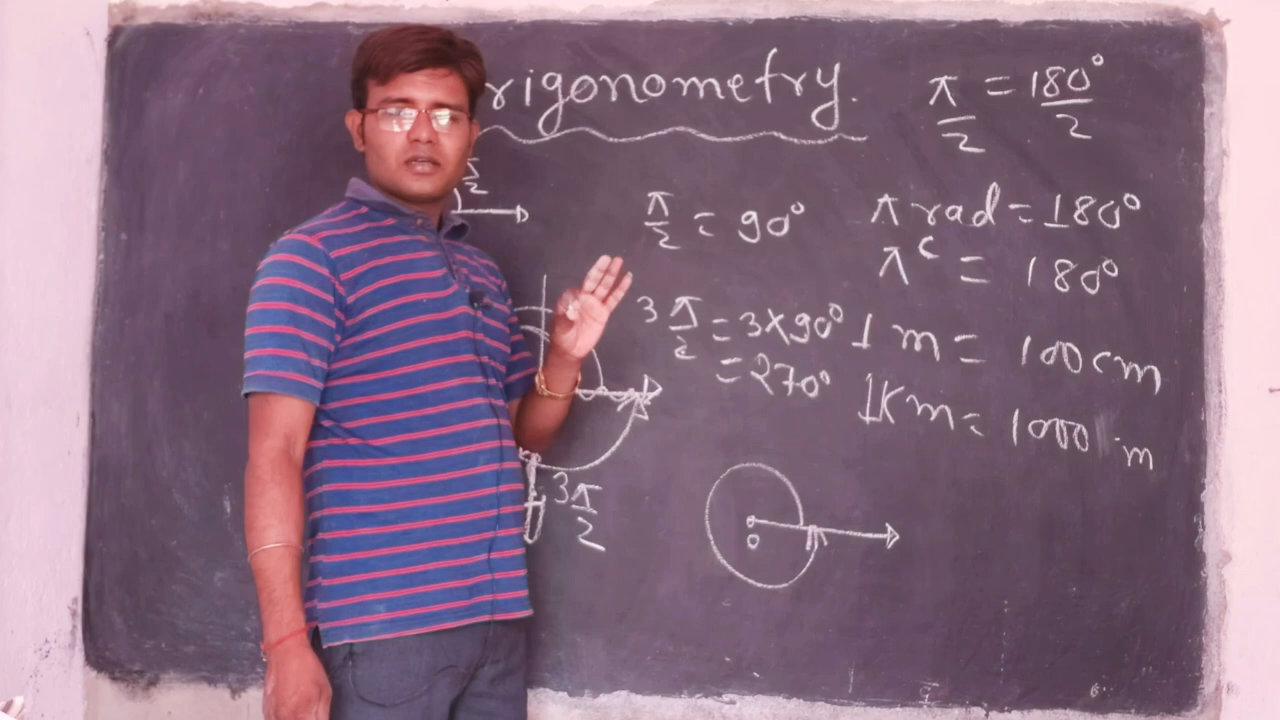 rigonometry.
π/2 = 180°/2
π/2
π/2 = 90°
π rad = 180°
π^c = 180°
3π/2 = 3×90°
= 270°
1 m = 100 cm
1Km = 1000 m
3π/2
0